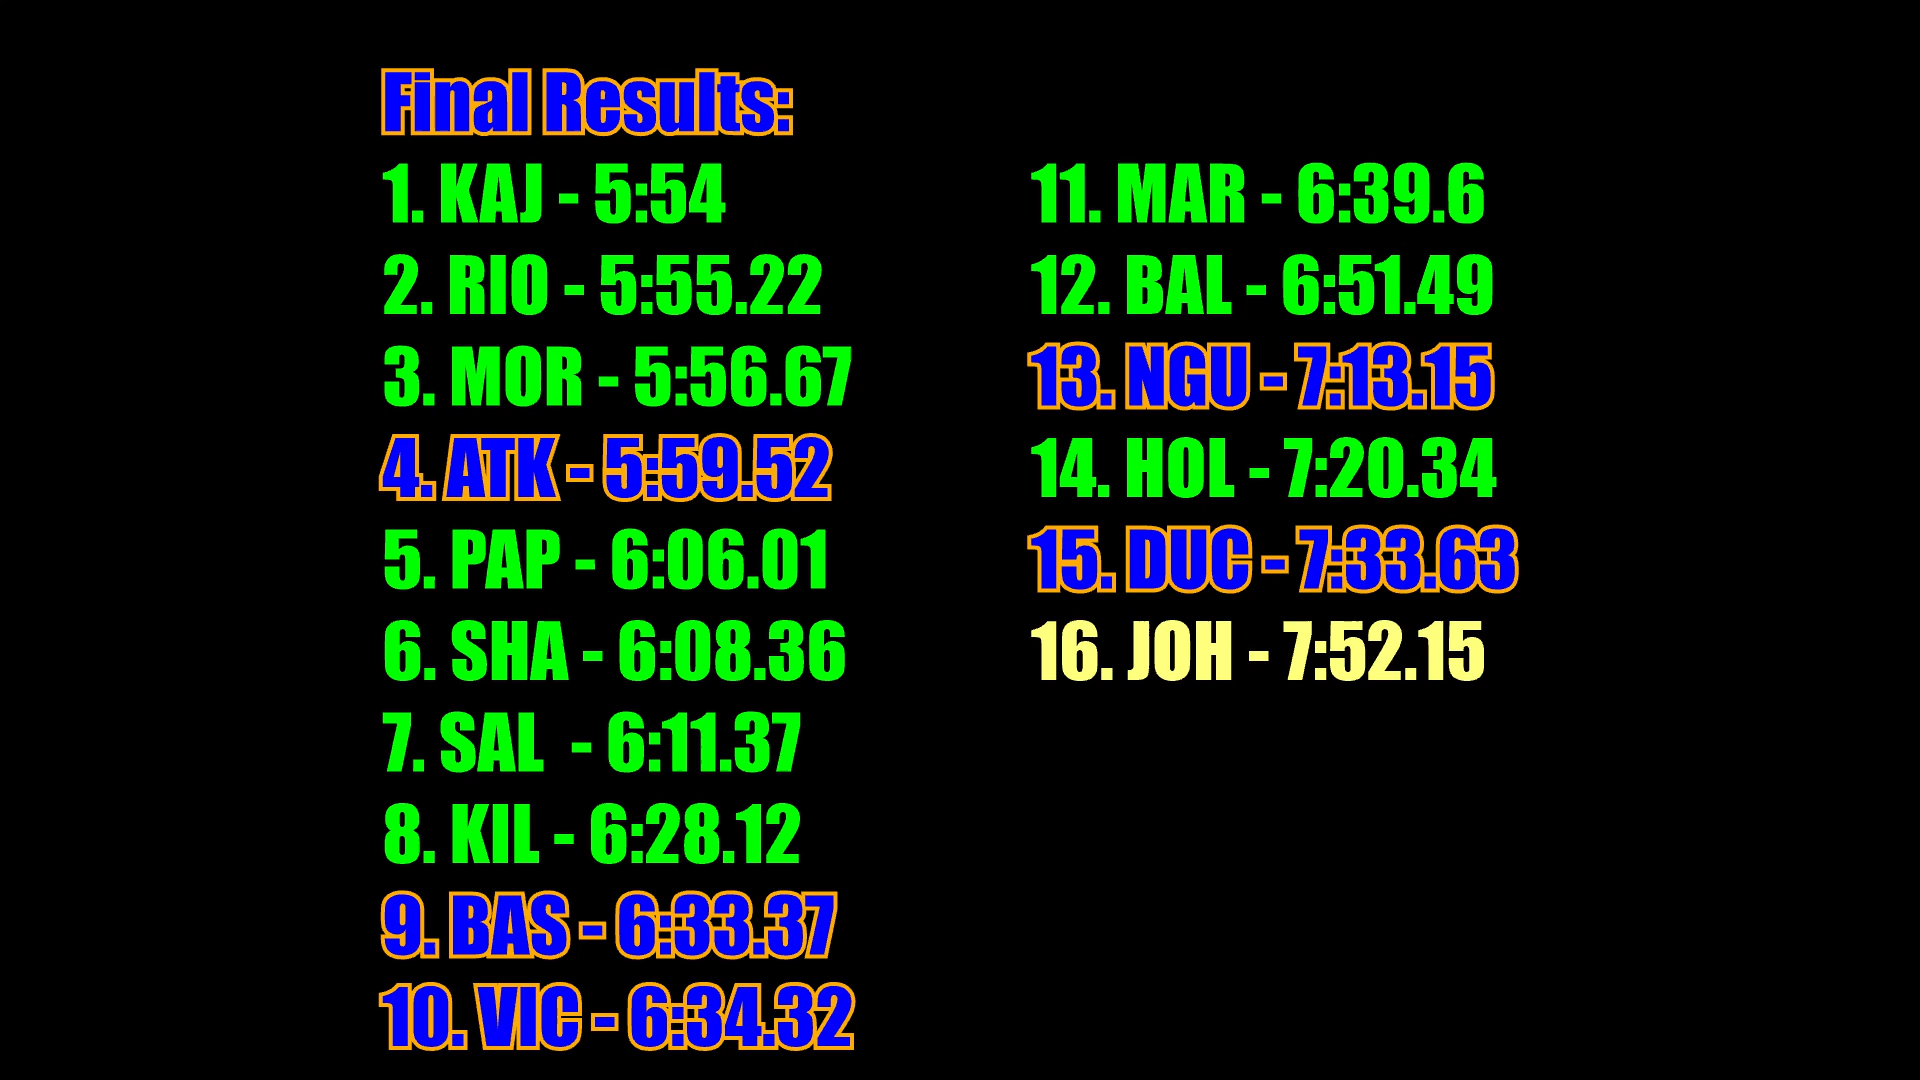 Final Results:
1. KAJ - 5:54
2. RIO - 5:55.22
3. MOR - 5:56.67
4. ATK - 5:59.52
5. PAP - 6:06.01
6. SHA - 6:08.36
7. SAL  - 6:11.37
8. KIL - 6:28.12
9. BAS - 6:33.37
10. VIC - 6:34.32
11. MAR - 6:39.6
12. BAL - 6:51.49
13. NGU - 7:13.15
14. HOL - 7:20.34
15. DUC - 7:33.63
16. JOH - 7:52.15